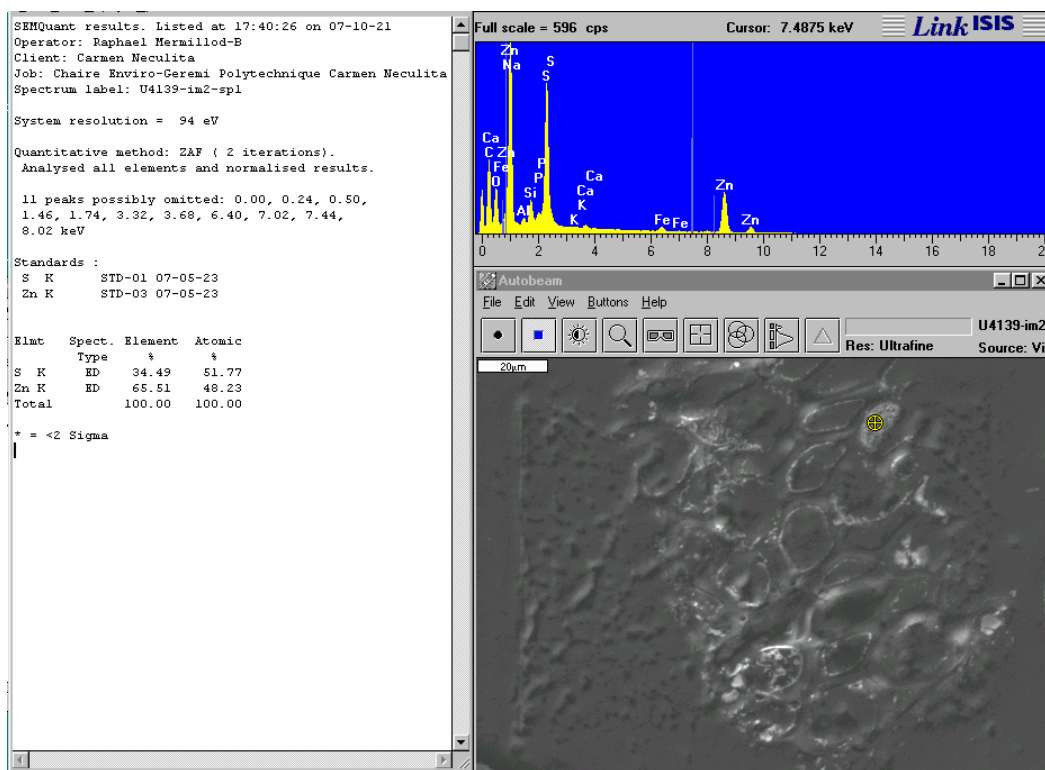 SEMQuant results. Listed at 17:40:26 on 07-10-21
Operator: Raphael Mermillod-B
Client: Carmen Neculita
Job: Chaire Enviro-Geremi Polytechnique Carmen Neculita
Spectrum label: U4139-im2-sp1
System resolution = 94 eV
Quantitative method: ZAF ( 2 iterations).
Analysed all elements and normalised results.
11 peaks possibly omitted: 0.00, 0.24, 0.50,
1.46, 1.74, 3.32, 3.68, 6.40, 7.02, 7.44,
8.02 keV
Standards :
S K STD-01 07-05-23
Zn K STD-03 07-05-23
Elmt Spect. Element Atomic
Type % %
S K ED 34.49 51.77
Zn K ED 65.51 48.23
Total 100.00 100.00
* = <2 Sigma
Full scale = 596 cps Cursor: 7.4875 keV Link ISIS
Zn
Na
S
S
Ca
C Zn
Fe
O
P
P
Si
Al
Ca
Ca
K
K
Fe Fe
Zn
Zn
0 2 4 6 8 10 12 14 16 18 2
Autobeam
File Edit View Buttons Help
U4139-im2
Res: Ultrafine Source: Vi
20µm